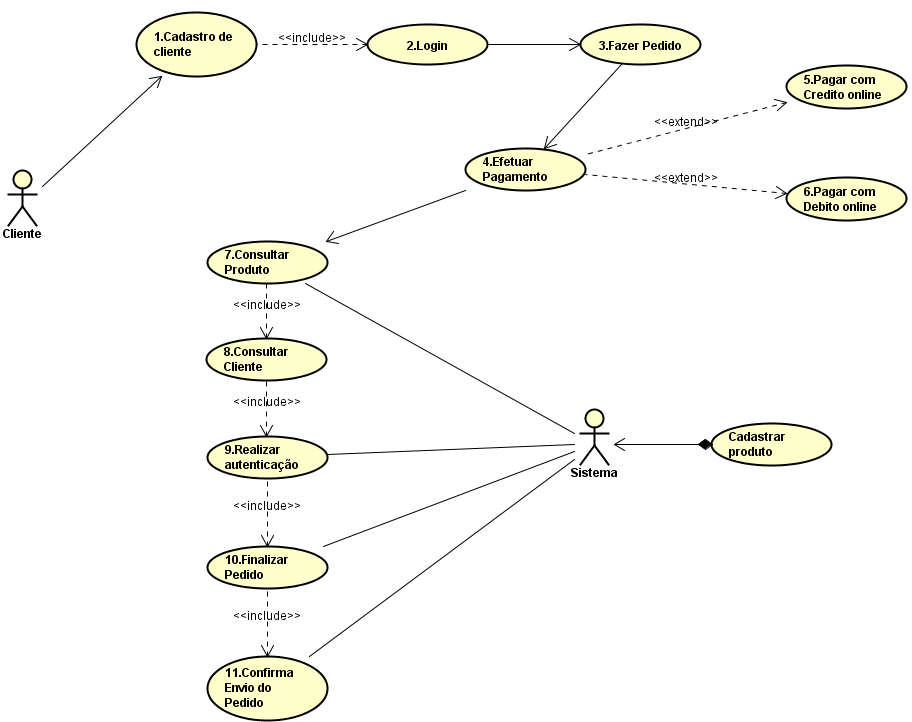 1.Cadastro de
cliente
<<include>>
2.Login
3.Fazer Pedido
5.Pagar com
Credito online
<<extend>>
4.Efetuar
Pagamento
<<extend>>
6.Pagar com
Debito online
Cliente
7.Consultar
Produto
<<include>>
8.Consultar
Cliente
<<include>>
9.Realizar
autenticação
Sistema
Cadastrar
produto
<<include>>
10.Finalizar
Pedido
<<include>>
11.Confirma
Envio do
Pedido